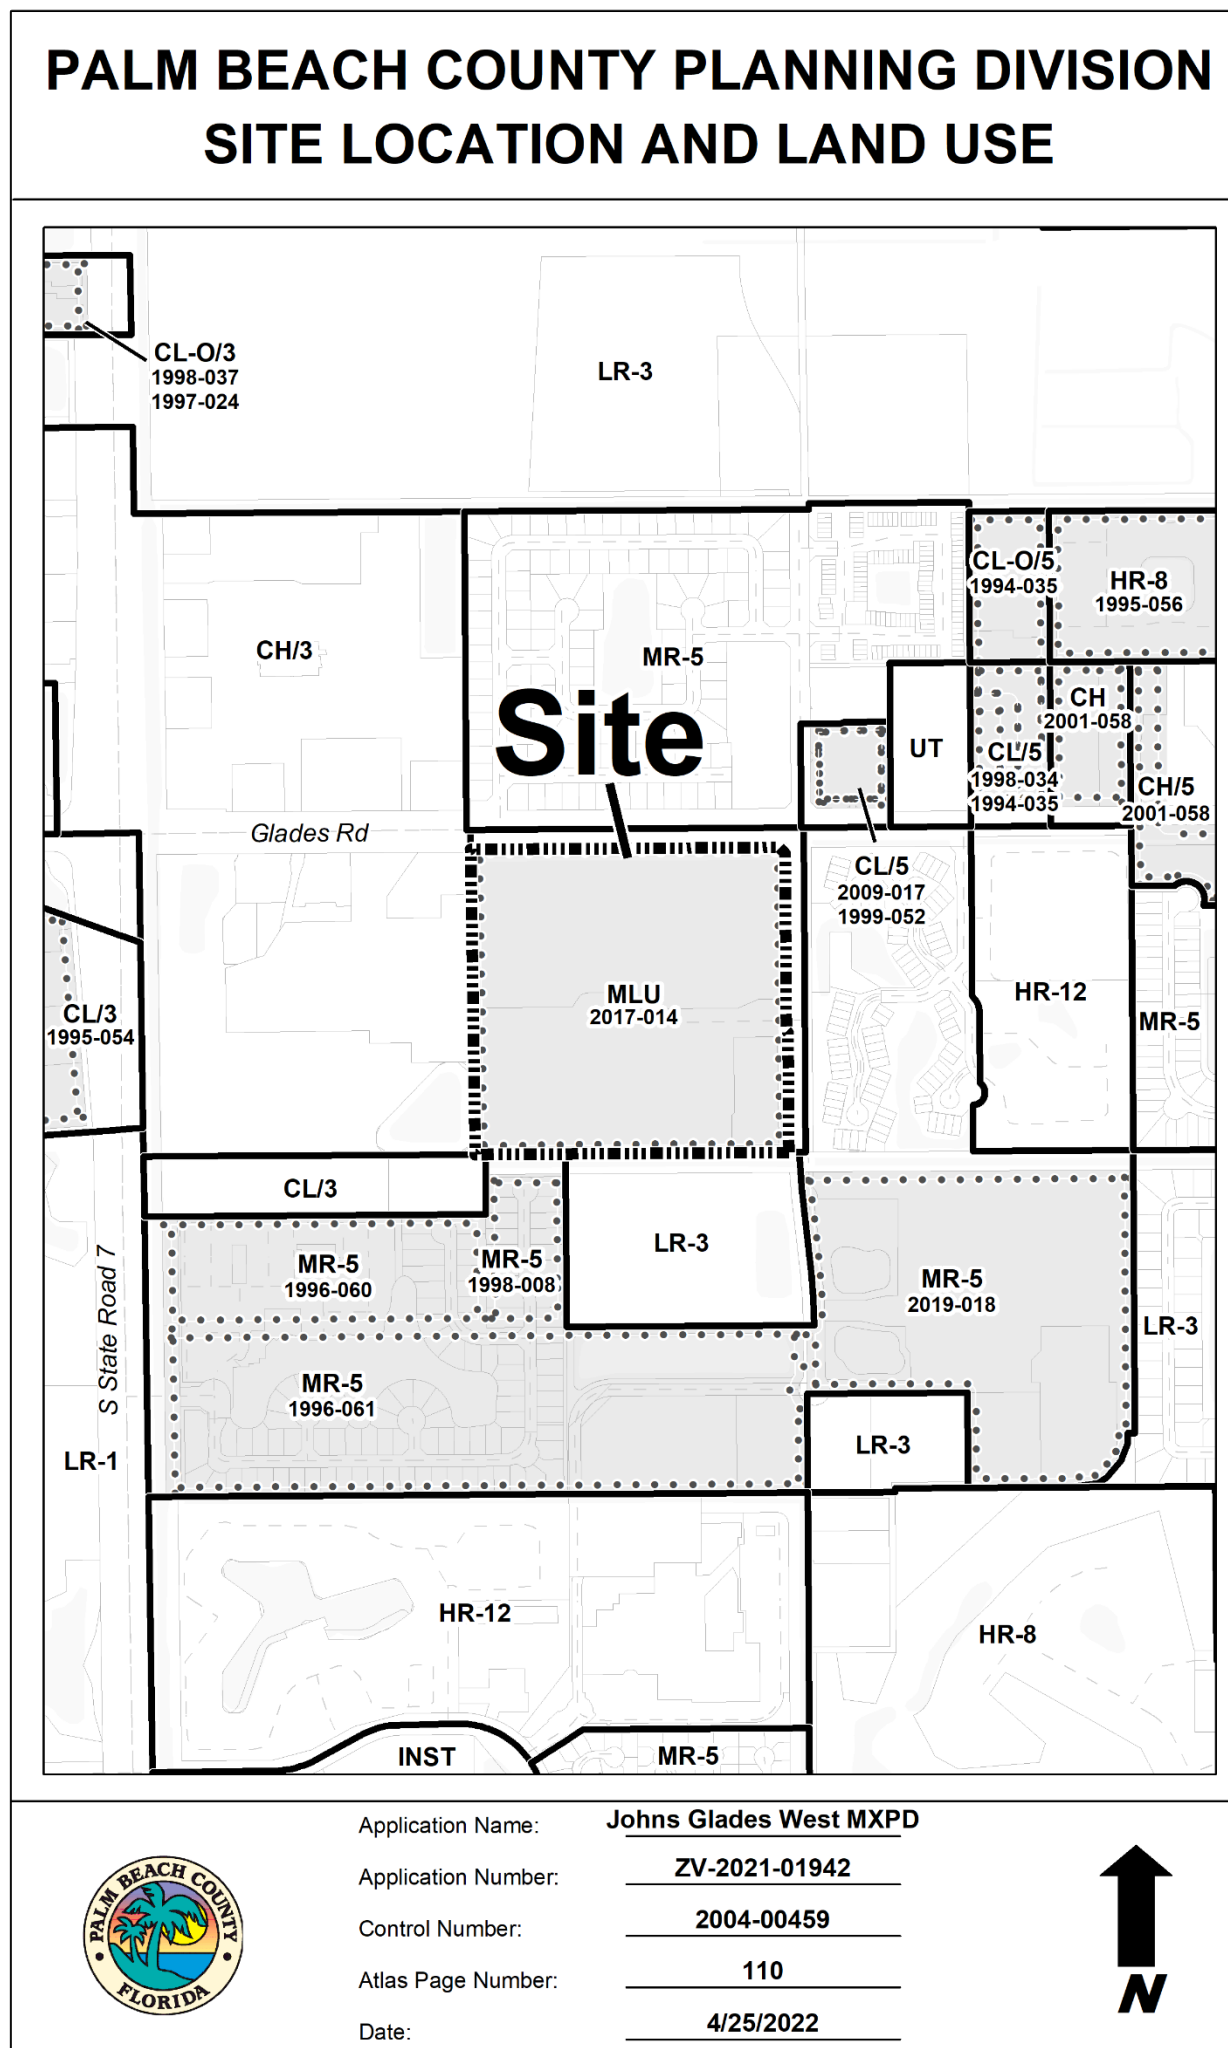 PALM BEACH COUNTY PLANNING DIVISION
SITE LOCATION AND LAND USE
CL-O/3
1998-037
1997-024
LR-3
CL-O/5
1994-035
HR-8
1995-056
CH/3
MR-5
Site
UT
CH
2001-058
CL/5
1998-034
1994-035
CH/5
2001-058
Glades Rd
CL/5
2009-017
1999-052
CL/3
1995-054
MLU
2017-014
HR-12
MR-5
CL/3
LR-3
MR-5
1996-060
MR-5
1998-008
MR-5
2019-018
LR-3
S State Road 7
MR-5
1996-061
LR-1
LR-3
HR-12
HR-8
INST
MR-5
PALM BEACH COUNTY
FLORIDA
Application Name: Johns Glades West MXPD
Application Number: ZV-2021-01942
Control Number: 2004-00459
Atlas Page Number: 110
Date: 4/25/2022
N